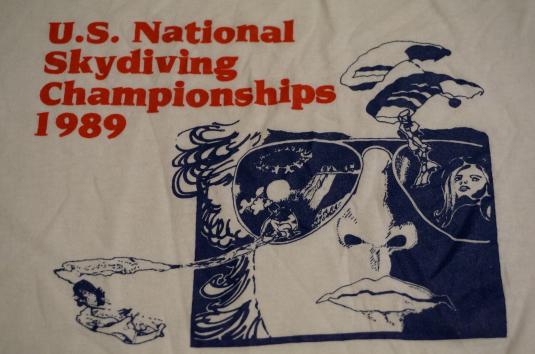 U.S. National
Skydiving
Championships
1989